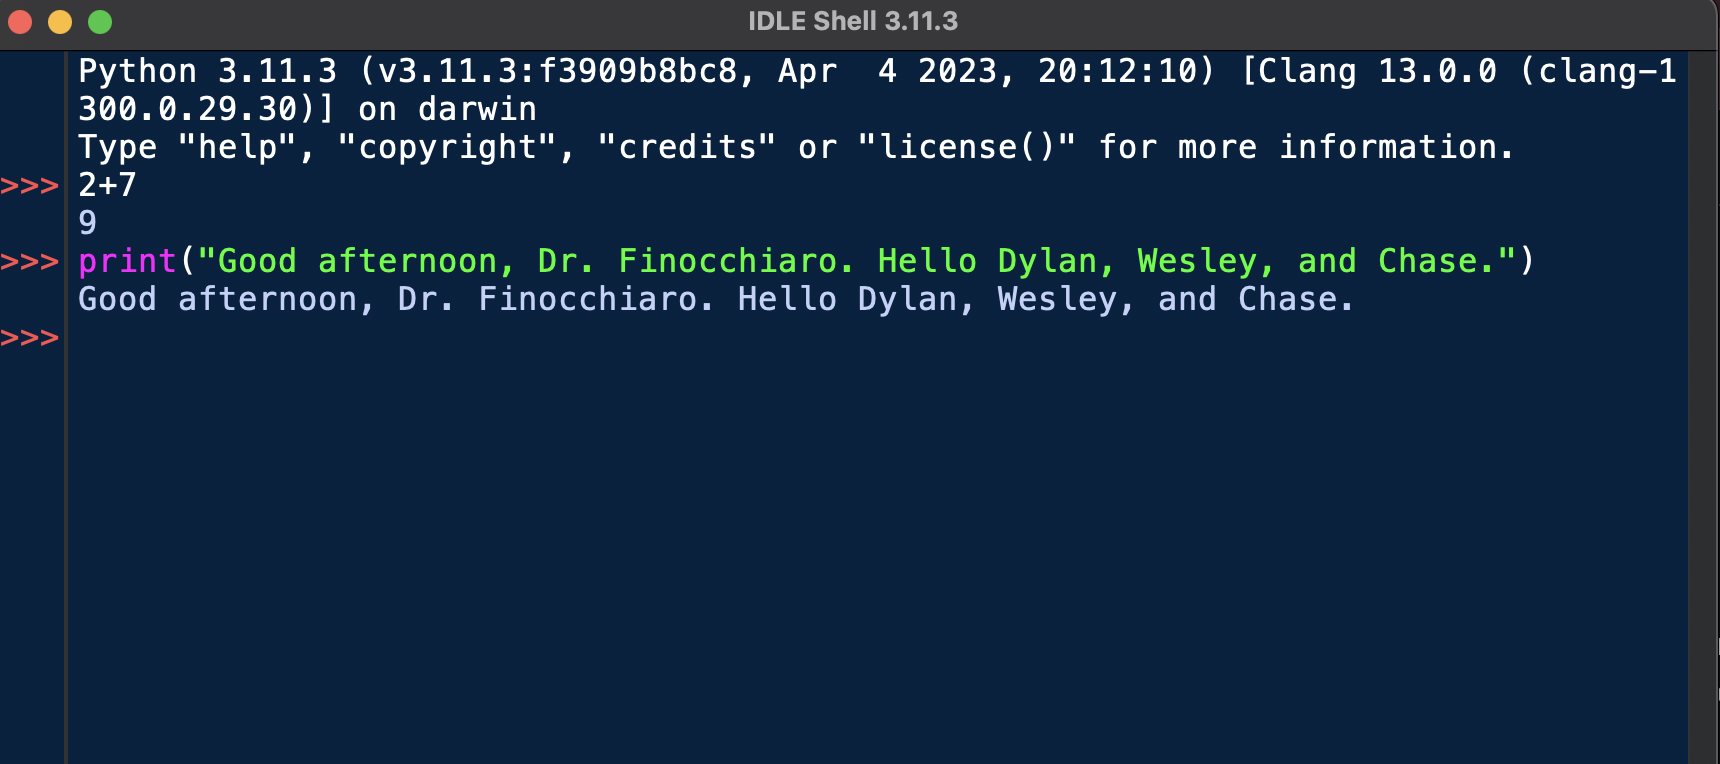 IDLE Shell 3.11.3
Python 3.11.3 (v3.11.3:f3909b8bc8, Apr  4 2023, 20:12:10) [Clang 13.0.0 (clang-1
300.0.29.30)] on darwin
Type "help", "copyright", "credits" or "license()" for more information.
>>> 2+7
9
>>> print("Good afternoon, Dr. Finocchiaro. Hello Dylan, Wesley, and Chase.")
Good afternoon, Dr. Finocchiaro. Hello Dylan, Wesley, and Chase.
>>>